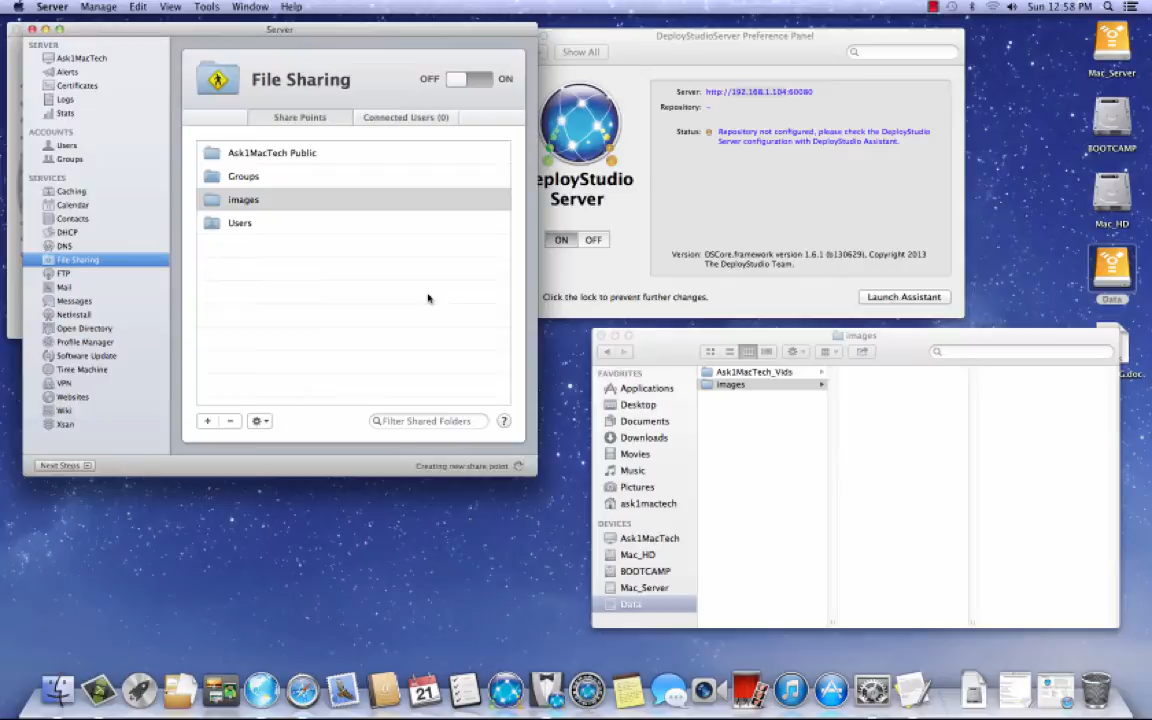 Server Manage Edit View Tools Window Help
Sun 12:58 PM
Server
SERVER
Ask1MacTech
Alerts
Certificates
Logs
Stats
ACCOUNTS
Users
Groups
SERVICES
Caching
Calendar
Contacts
DHCP
DNS
File Sharing
FTP
Mail
Messages
NetInstall
Open Directory
Profile Manager
Software Update
Time Machine
VPN
Websites
Wiki
Xsan
Next Steps
File Sharing
OFF ON
Share Points Connected Users (0)
Ask1MacTech Public
Groups
images
Users
+ −
Filter Shared Folders ?
Creating new share point
DeployStudioServer Preference Panel
Show All
eployStudio
Server
ON OFF
Server: http://192.168.1.104:60080
Repository: –
Status: Repository not configured, please check the DeployStudio
Server configuration with DeployStudio Assistant.
Version: DSCore.framework version 1.6.1 (b130629), Copyright 2013
The DeployStudio Team.
Click the lock to prevent further changes.
Launch Assistant
images
FAVORITES
Applications
Desktop
Documents
Downloads
Movies
Music
Pictures
ask1mactech
DEVICES
Ask1MacTech
Mac_HD
BOOTCAMP
Mac_Server
Data
Ask1MacTech_Vids
images
Mac_Server
BOOTCAMP
Mac_HD
Data
G.doc.
21